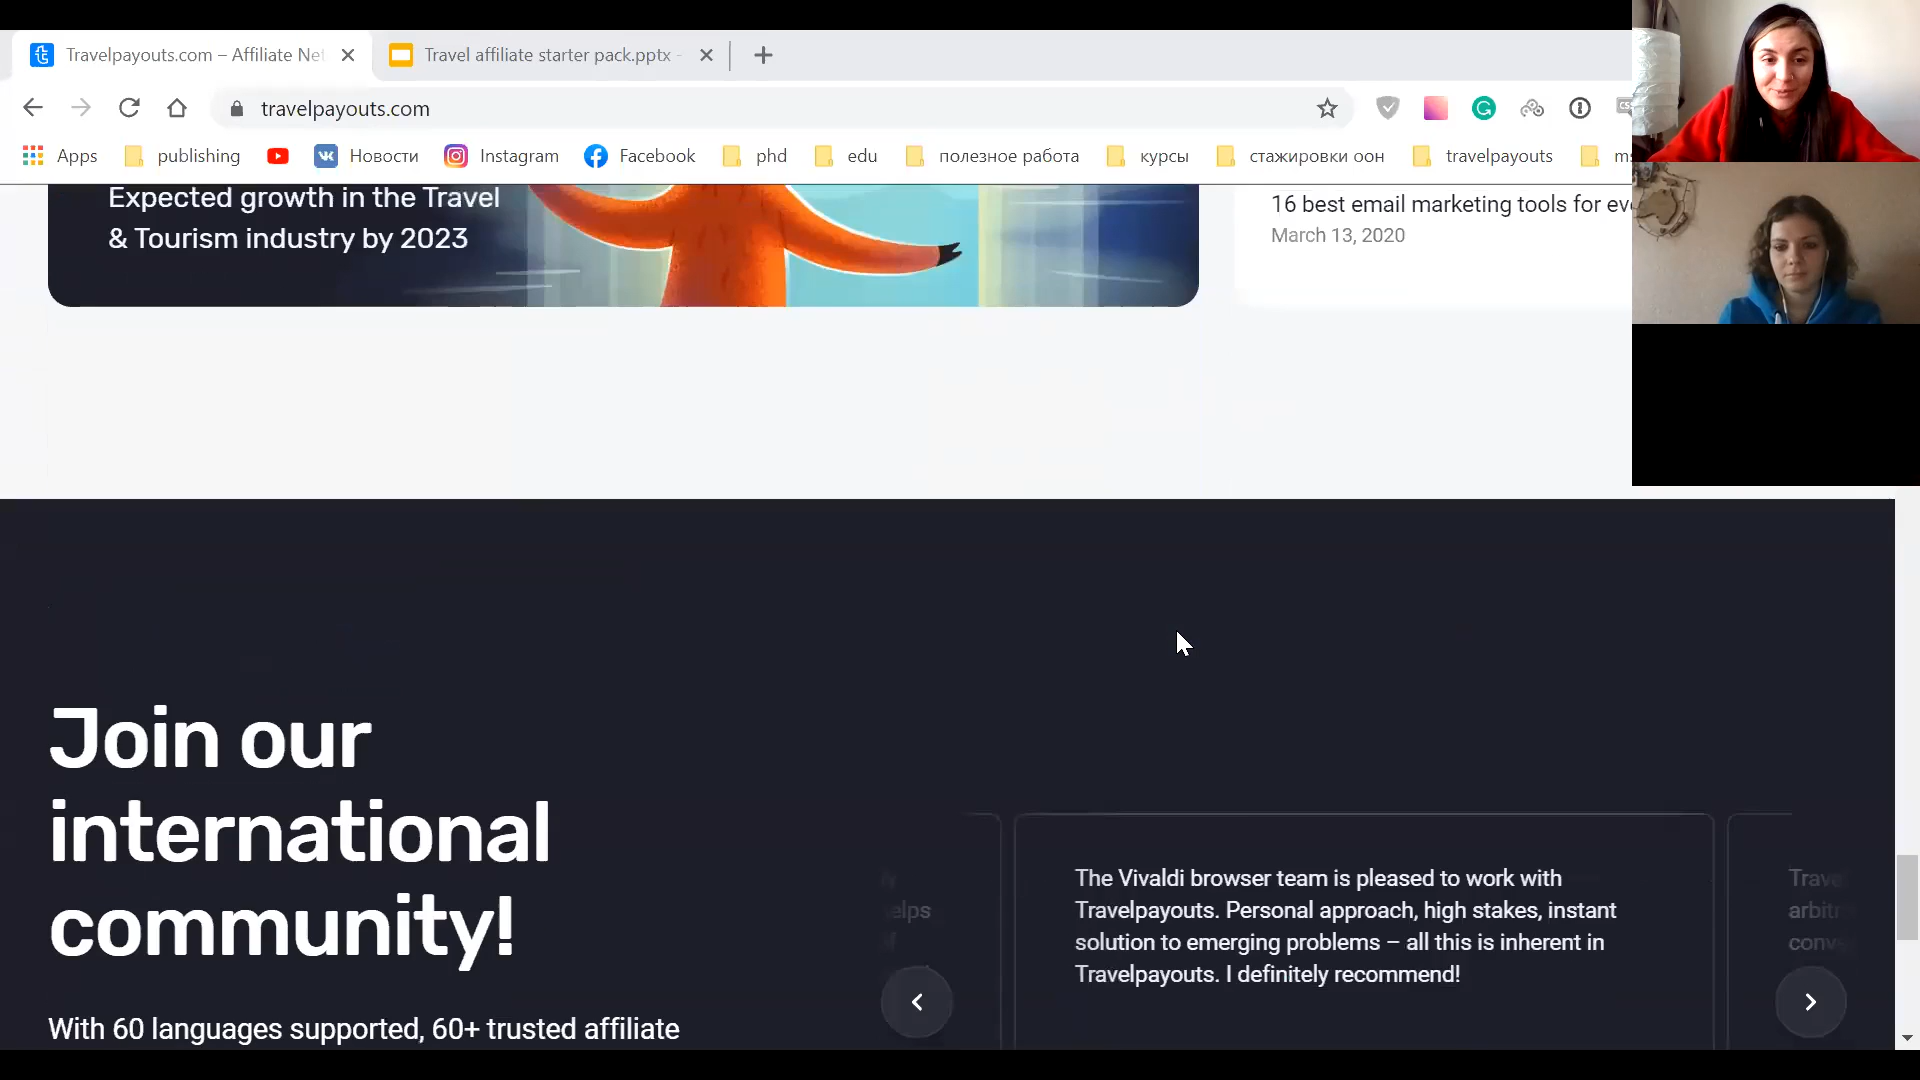 Travelpayouts.com – Affiliate Net
Travel affiliate starter pack.pptx -
travelpayouts.com
Apps
publishing
Новости
Instagram
Facebook
phd
edu
полезное работа
курсы
стажировки оон
travelpayouts
Expected growth in the Travel
& Tourism industry by 2023
16 best email marketing tools for
March 13, 2020
Join our
international
community!
With 60 languages supported, 60+ trusted affiliate
The Vivaldi browser team is pleased to work with
Travelpayouts. Personal approach, high stakes, instant
solution to emerging problems – all this is inherent in
Travelpayouts. I definitely recommend!